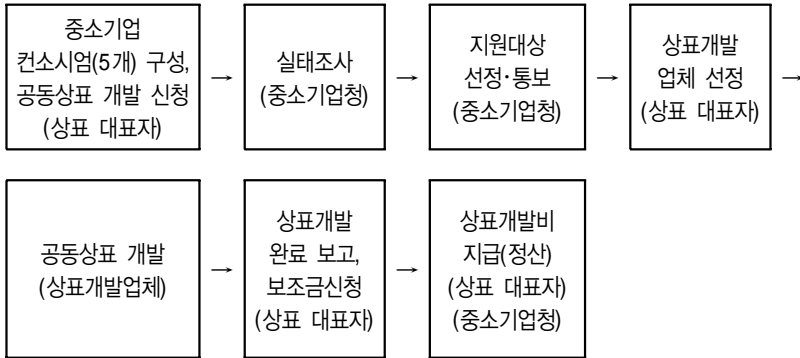 중소기업
컨소시엄(5개) 구성,
공동상표 개발 신청
(상표 대표자)
→
실태조사
(중소기업청)
→
지원대상
선정·통보
(중소기업청)
→
상표개발
업체 선정
(상표 대표자)
→
공동상표 개발
(상표개발업체)
→
상표개발
완료 보고,
보조금신청
(상표 대표자)
→
상표개발비
지급(정산)
(상표 대표자)
(중소기업청)